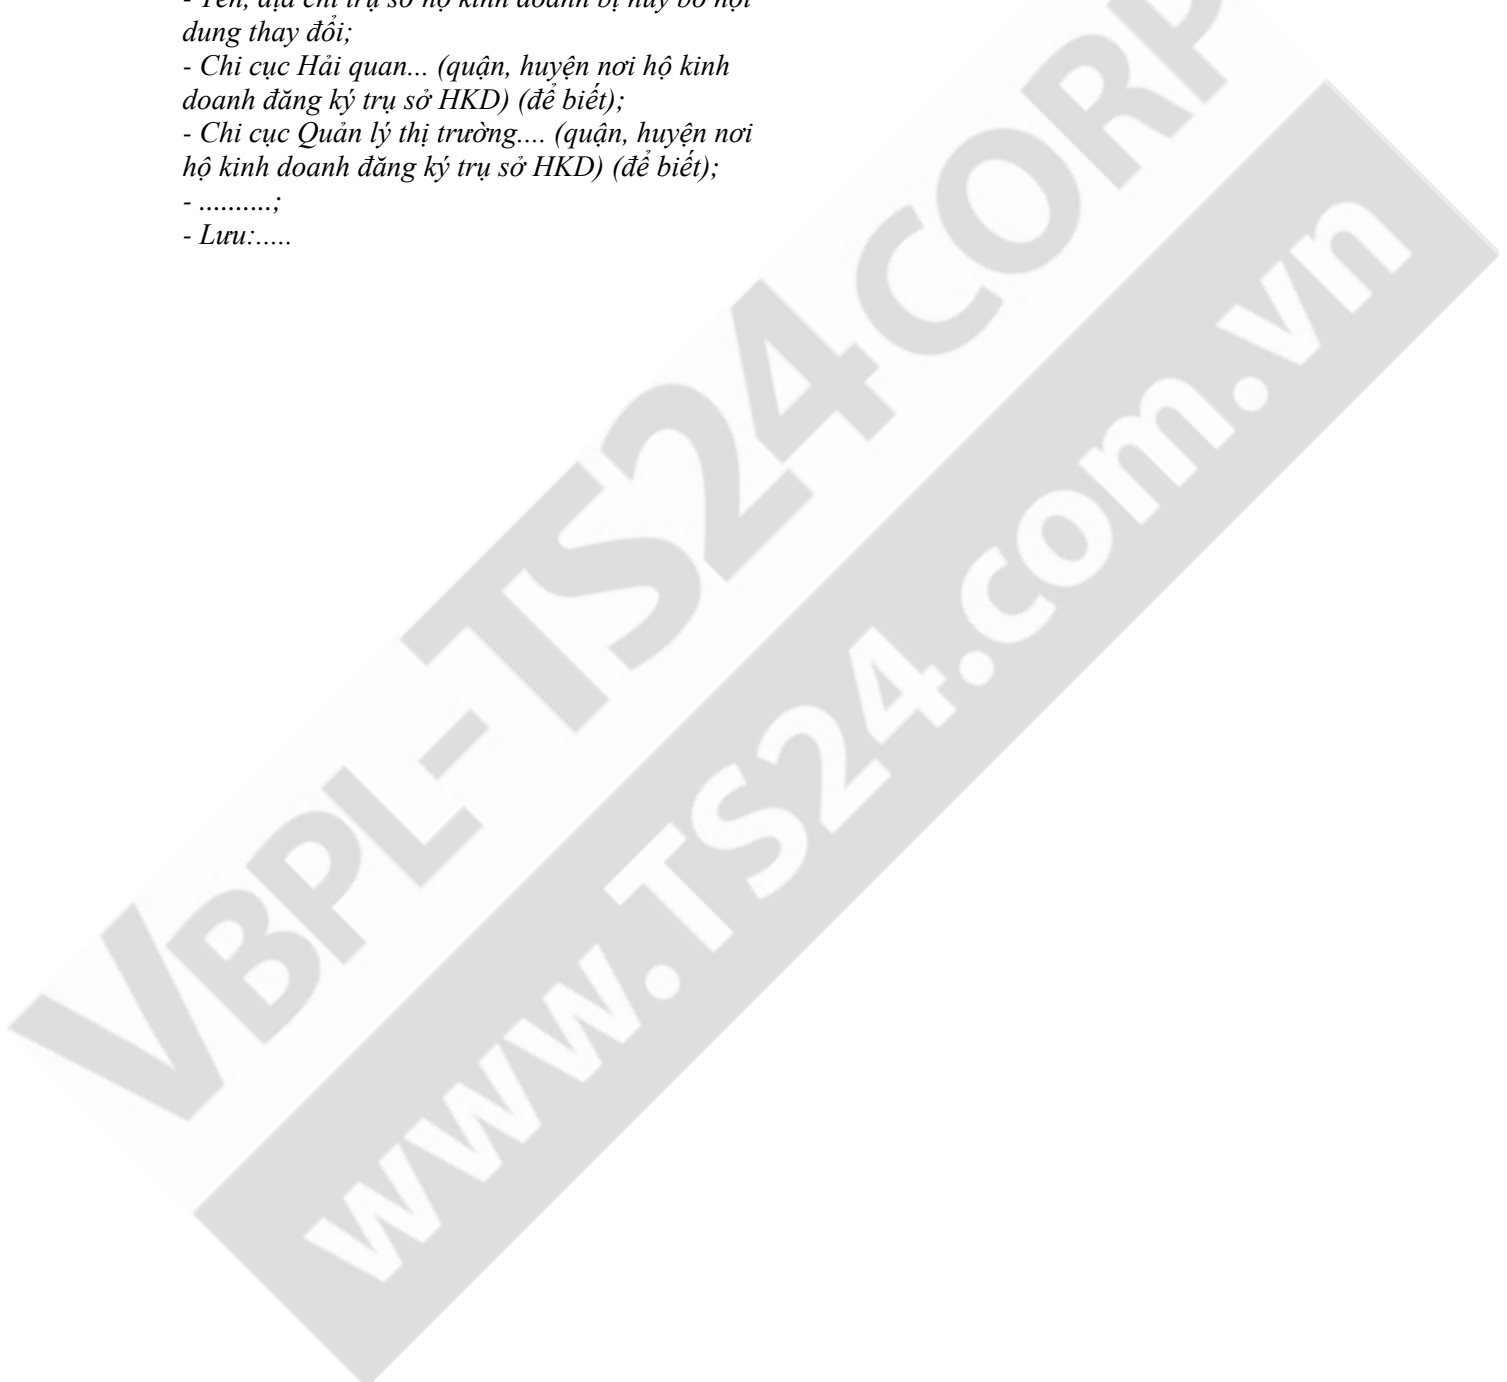 - Tên, địa chỉ trụ sở hộ kinh doanh bị hủy bỏ nội
dung thay đổi;
- Chi cục Hải quan... (quận, huyện nơi hộ kinh
doanh đăng ký trụ sở HKD) (để biết);
- Chi cục Quản lý thị trường.... (quận, huyện nơi
hộ kinh doanh đăng ký trụ sở HKD) (để biết);
- ..........;
- Lưu:.....
VBPL-TS24CORP
www.TS24.com.vn